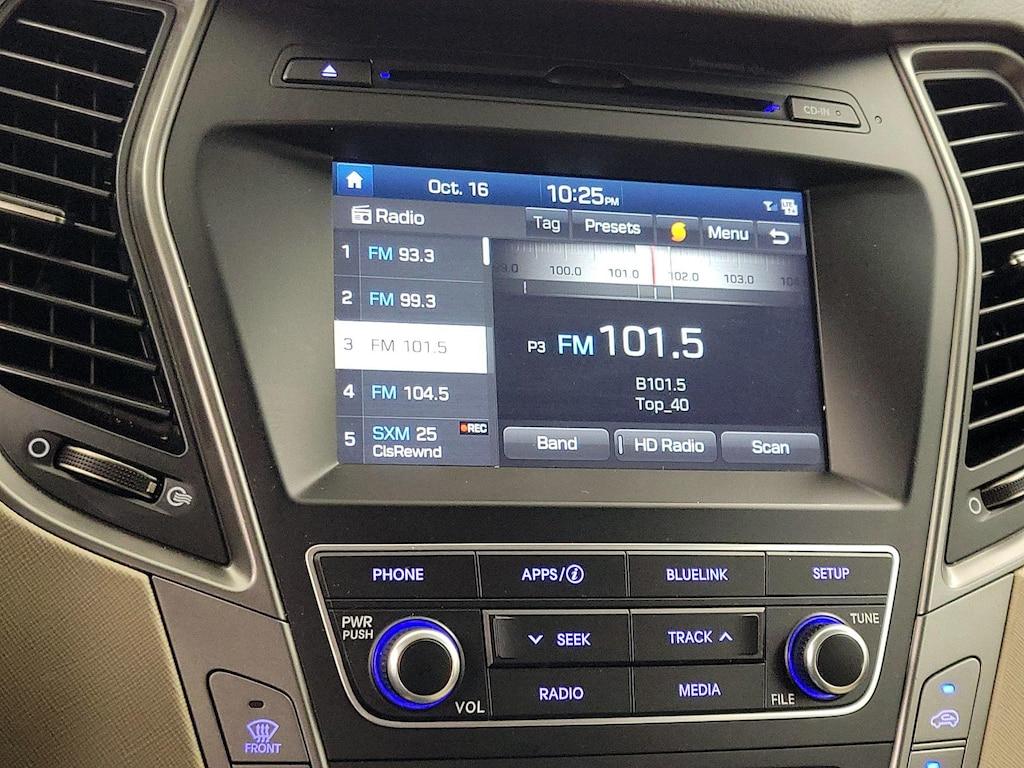 CD-IN
Oct. 16 10:25PM LTE
Radio Tag Presets Menu
1 FM 93.3
2 FM 99.3
3 FM 101.5
4 FM 104.5
5 SXM 25 REC
ClsRewnd
100.0 101.0 102.0 103.0
P3 FM 101.5
B101.5
Top_40
Band HD Radio Scan
PHONE APPS/i BLUELINK SETUP
PWR
PUSH
SEEK TRACK
TUNE
RADIO MEDIA
VOL
FILE
FRONT